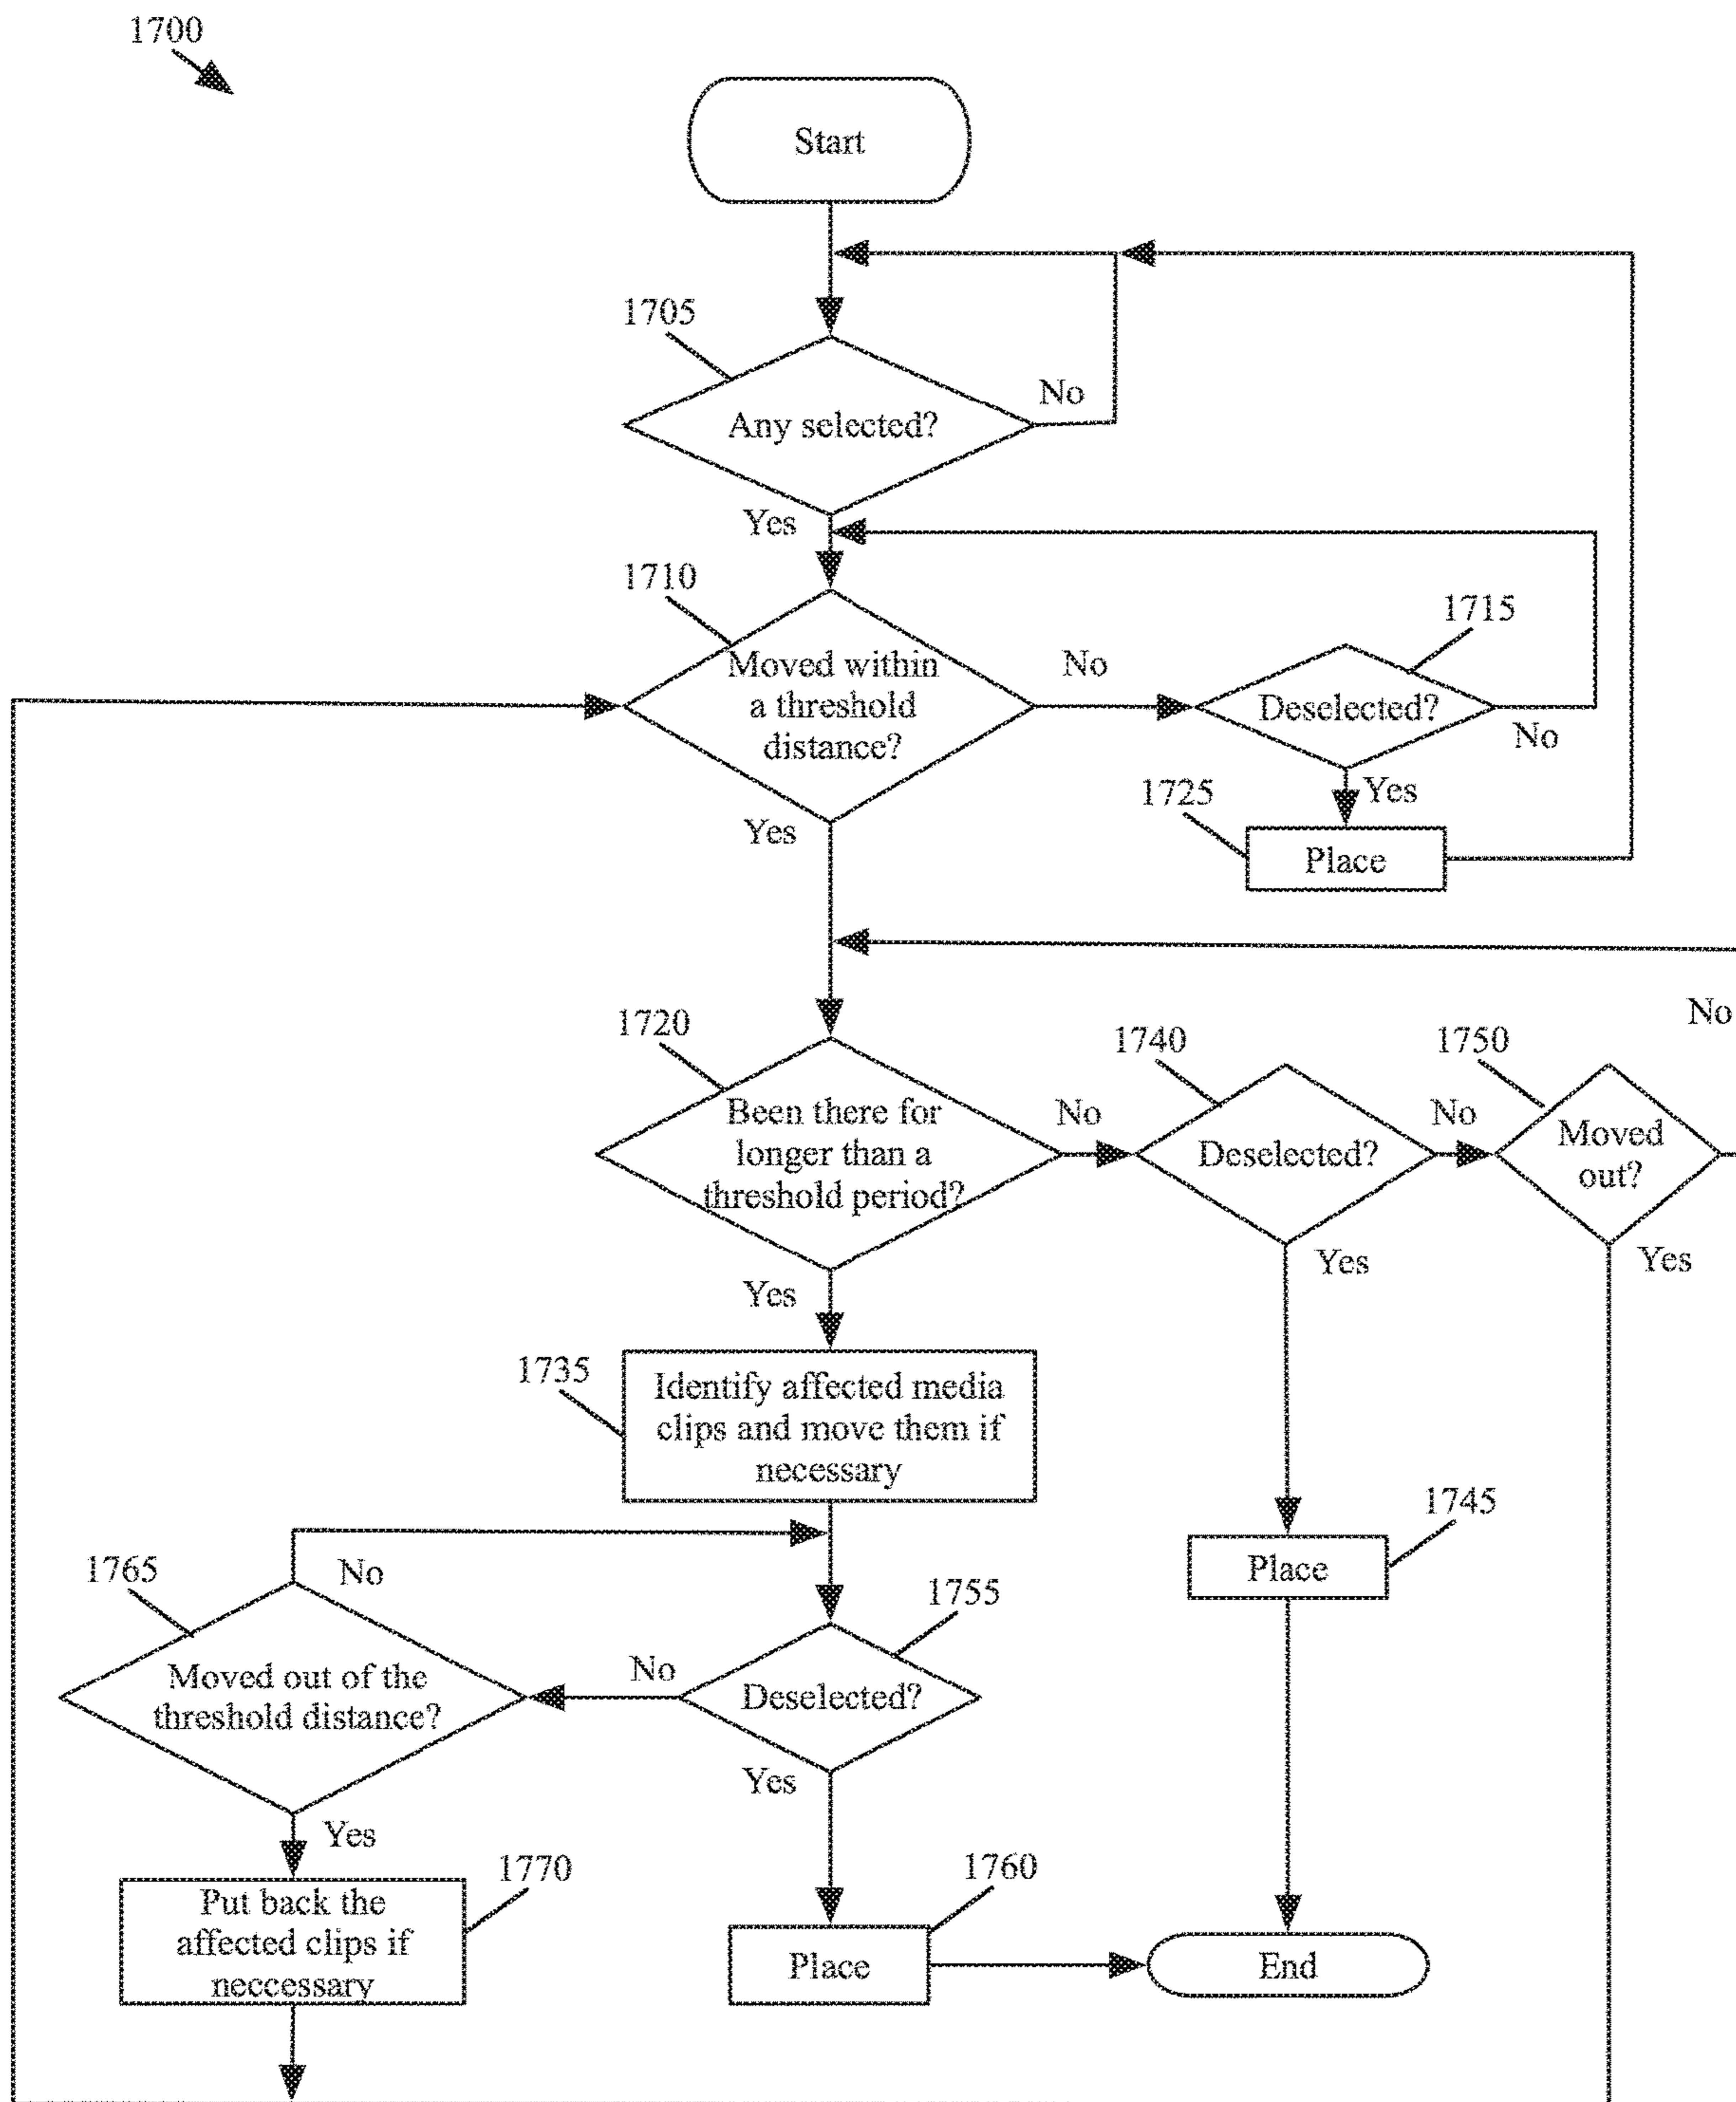 1700
Start
1705
Any selected?
No
Yes
1710
Moved within
a threshold
distance?
No
1715
Deselected?
No
Yes
Yes
1725
Place
1720
Been there for
longer than a
threshold period?
No
1740
Deselected?
No
1750
Moved
out?
No
Yes
Yes
Yes
1735
Identify affected media
clips and move them if
necessary
1745
Place
1765
No
Moved out of the
threshold distance?
No
1755
Deselected?
Yes
Yes
1770
Put back the
affected clips if
neccessary
1760
Place
End